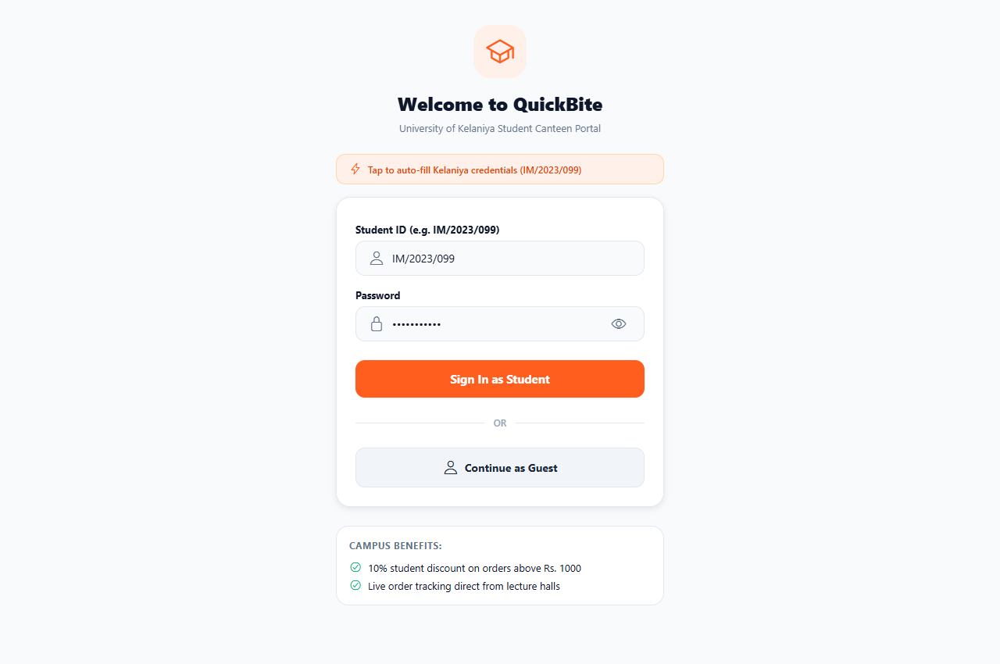 Welcome to QuickBite
University of Kelaniya Student Canteen Portal
Tap to auto-fill Kelaniya credentials (IM/2023/099)
Student ID (e.g. IM/2023/099)
IM/2023/099
Password
•••••••••••
Sign In as Student
OR
Continue as Guest
CAMPUS BENEFITS:
10% student discount on orders above Rs. 1000
Live order tracking direct from lecture halls